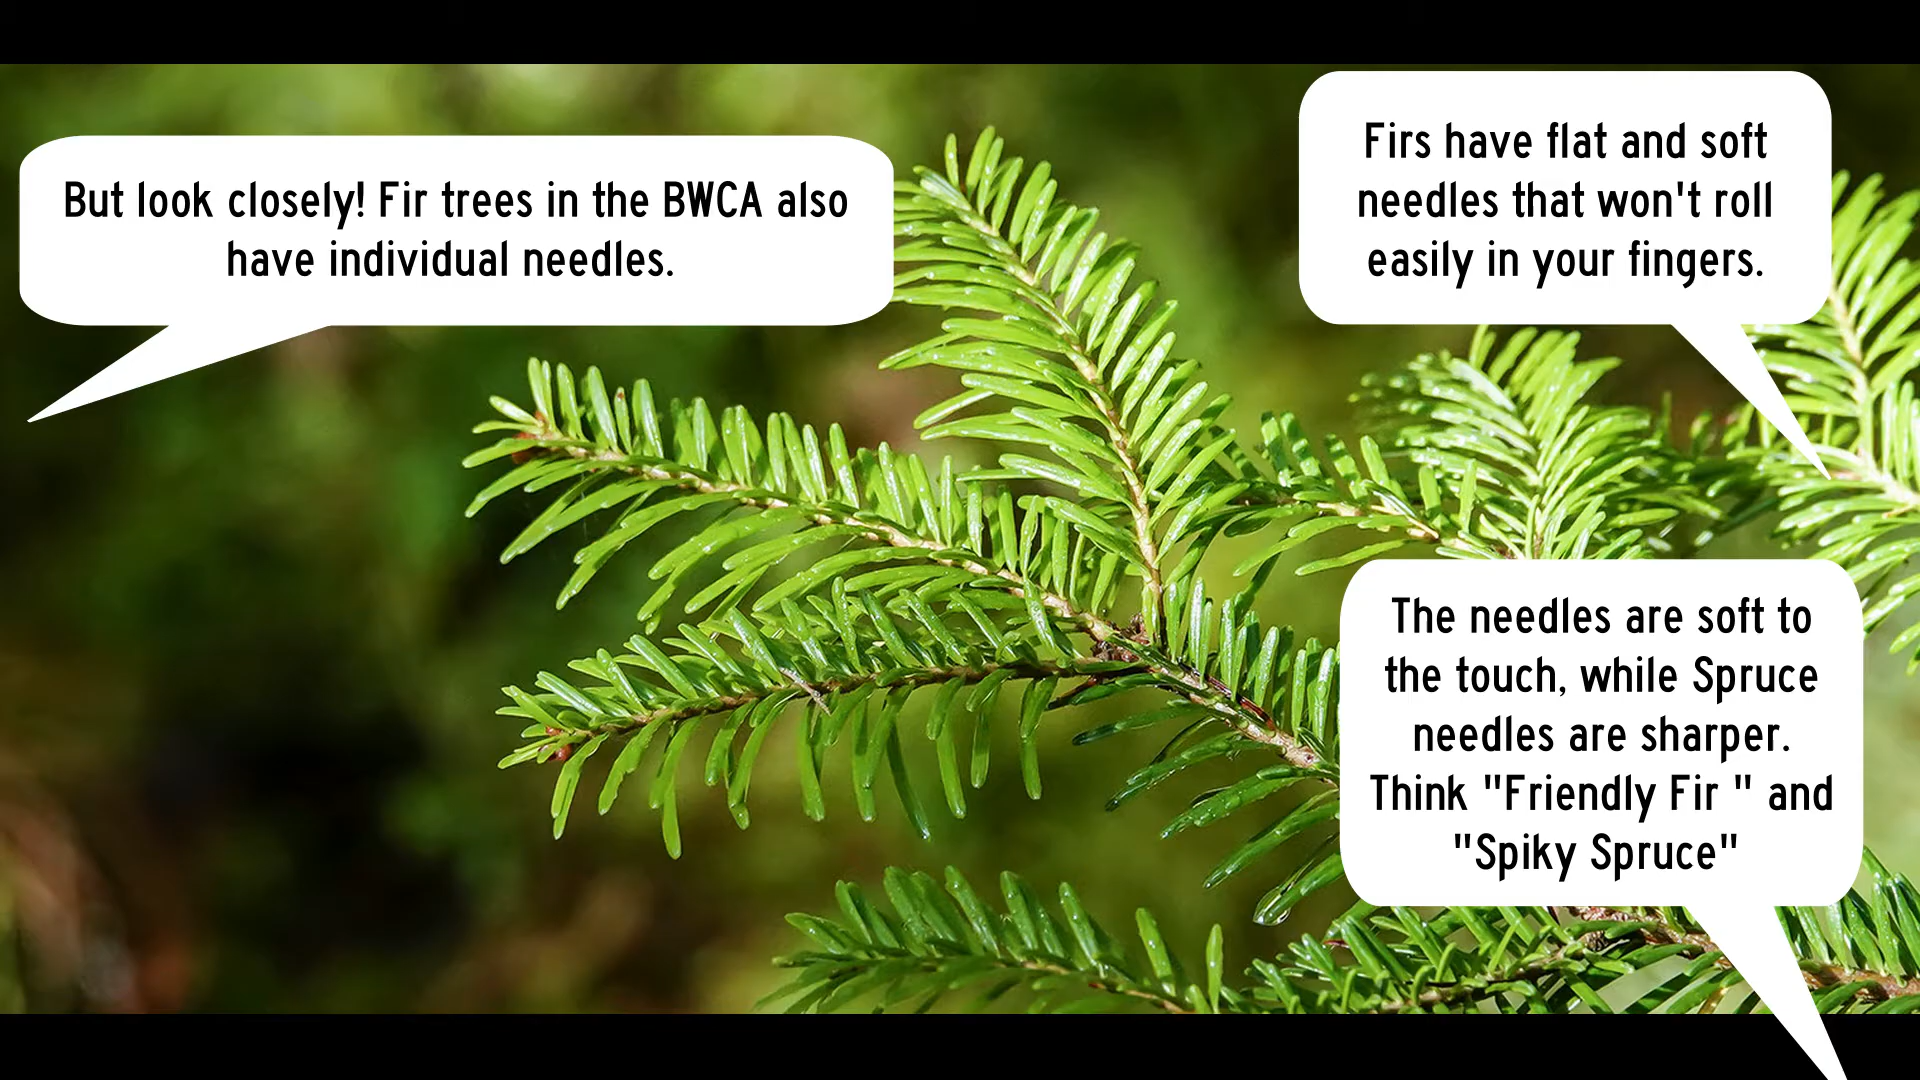 But look closely! Fir trees in the BWCA also
have individual needles.
Firs have flat and soft
needles that won't roll
easily in your fingers.
The needles are soft to
the touch, while Spruce
needles are sharper.
Think "Friendly Fir " and
"Spiky Spruce"